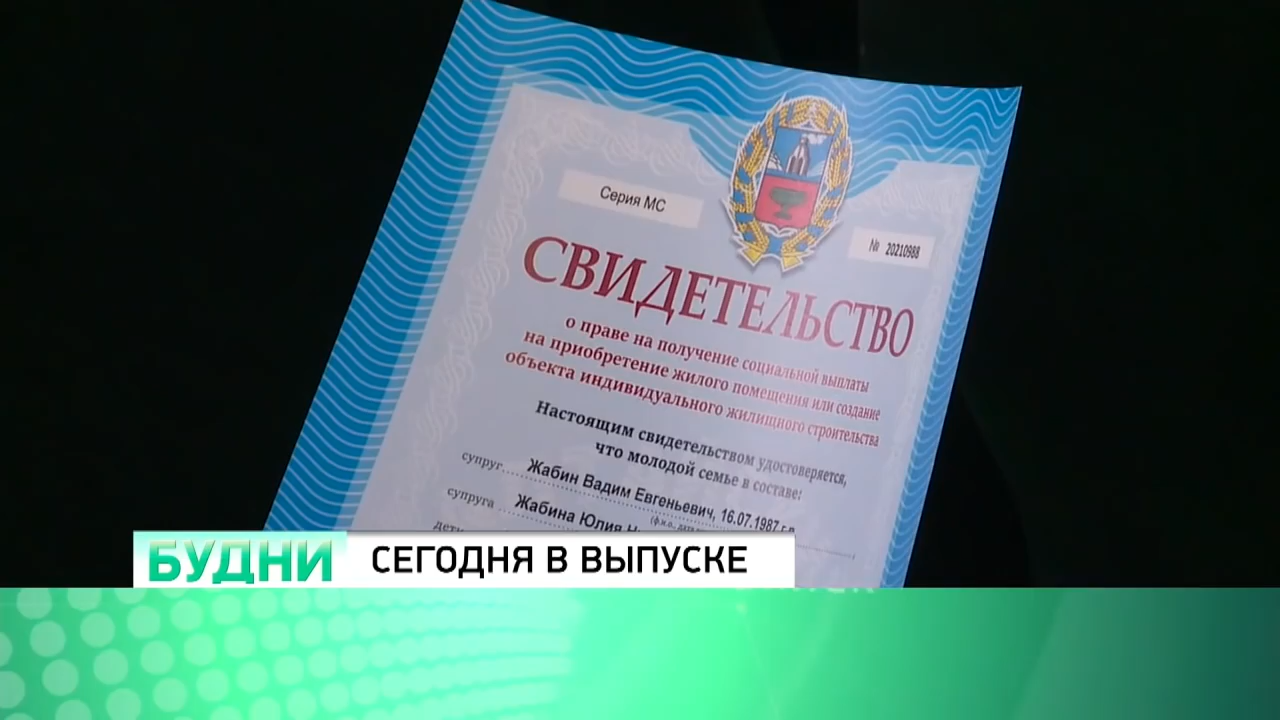 Серия МС
№ 20210988
СВИДЕТЕЛЬСТВО
о праве на получение социальной выплаты
на приобретение жилого помещения или создание
объекта индивидуального жилищного строительства
Настоящим свидетельством удостоверяется,
что молодой семье в составе:
супруг Жабин Вадим Евгеньевич, 16.07.1987 г.р.
супруга Жабина Юлия
дети
БУДНИ СЕГОДНЯ В ВЫПУСКЕ